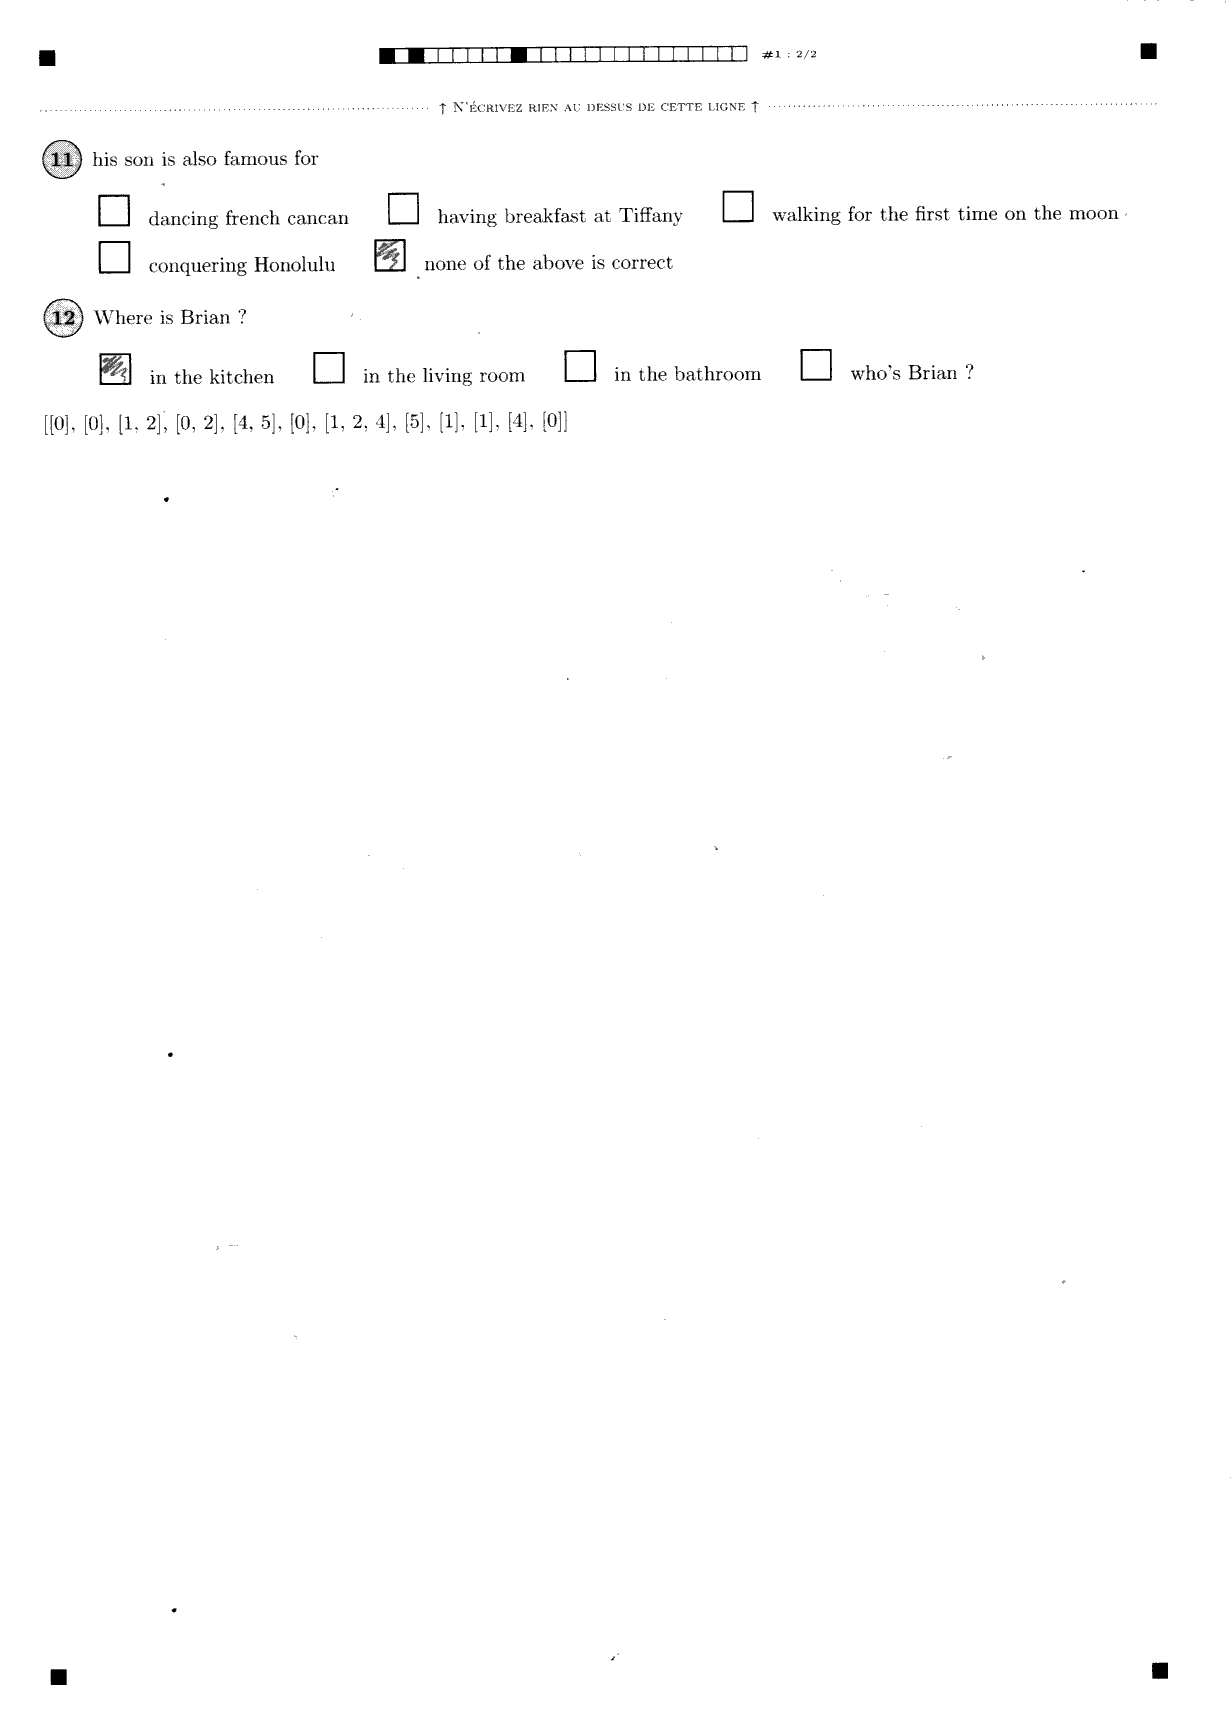 #1 : 2/2
↑ N'ÉCRIVEZ RIEN AU DESSUS DE CETTE LIGNE ↑
11 his son is also famous for
dancing french cancan having breakfast at Tiffany walking for the first time on the moon
conquering Honolulu none of the above is correct
12 Where is Brian ?
in the kitchen in the living room in the bathroom who's Brian ?
[[0], [0], [1, 2], [0, 2], [4, 5], [0], [1, 2, 4], [5], [1], [1], [4], [0]]